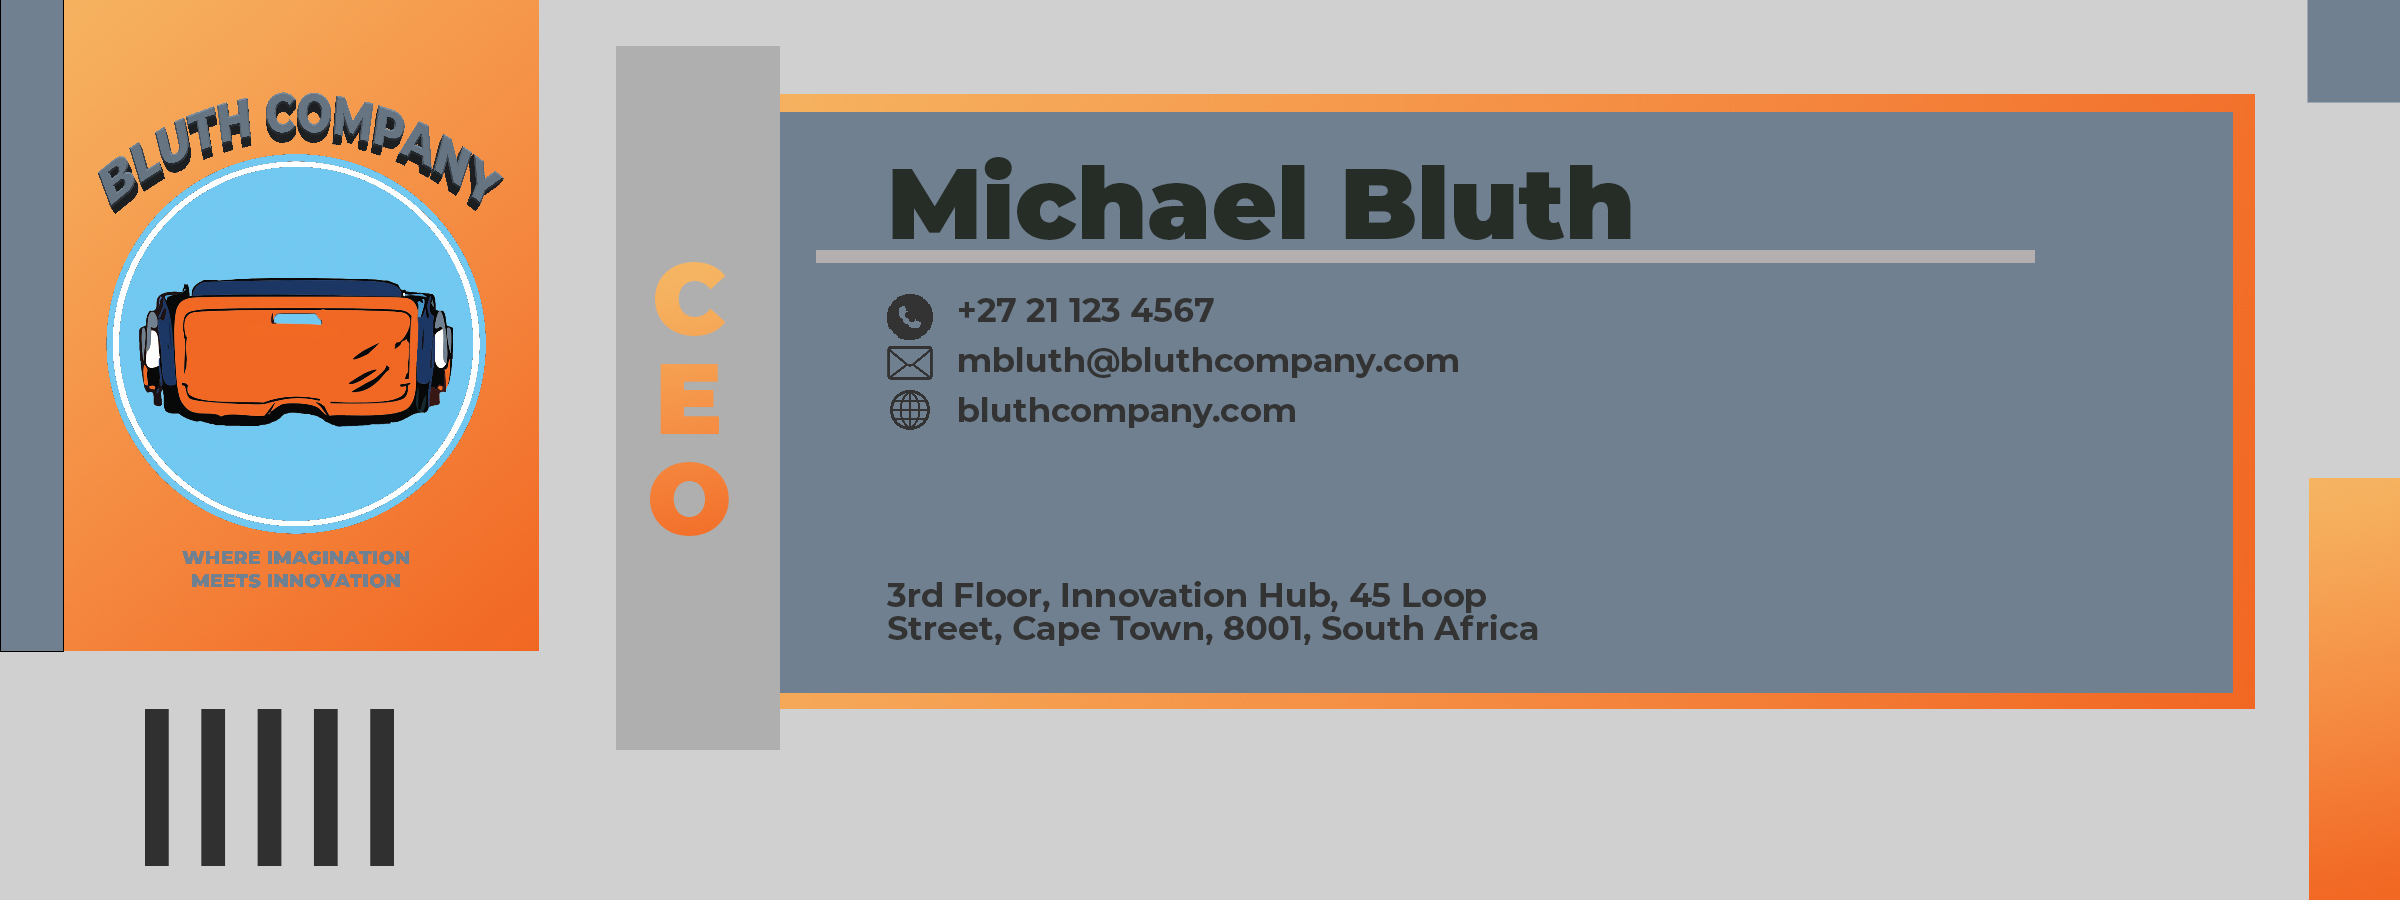 BLUTH COMPANY
WHERE IMAGINATION
MEETS INNOVATION
CEO
Michael Bluth
+27 21 123 4567
mbluth@bluthcompany.com
bluthcompany.com
3rd Floor, Innovation Hub, 45 Loop
Street, Cape Town, 8001, South Africa